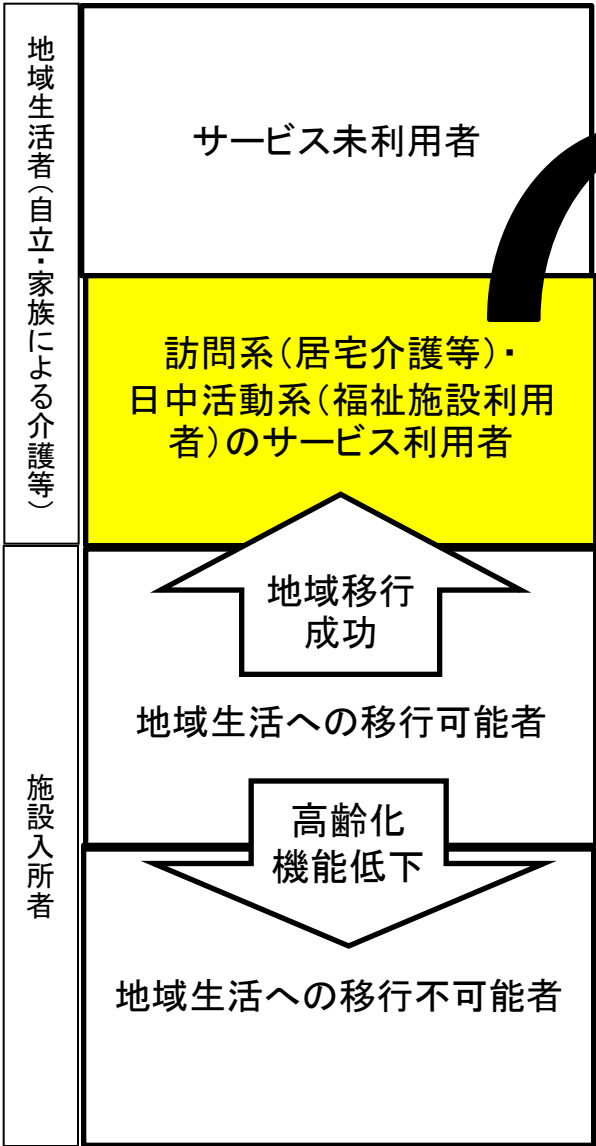 地域生活者(自立・家族による介護等)
サービス未利用者
訪問系(居宅介護等)・
日中活動系(福祉施設利用
者)のサービス利用者
地域移行
成功
地域生活への移行可能者
施設入所者
高齢化
機能低下
地域生活への移行不可能者